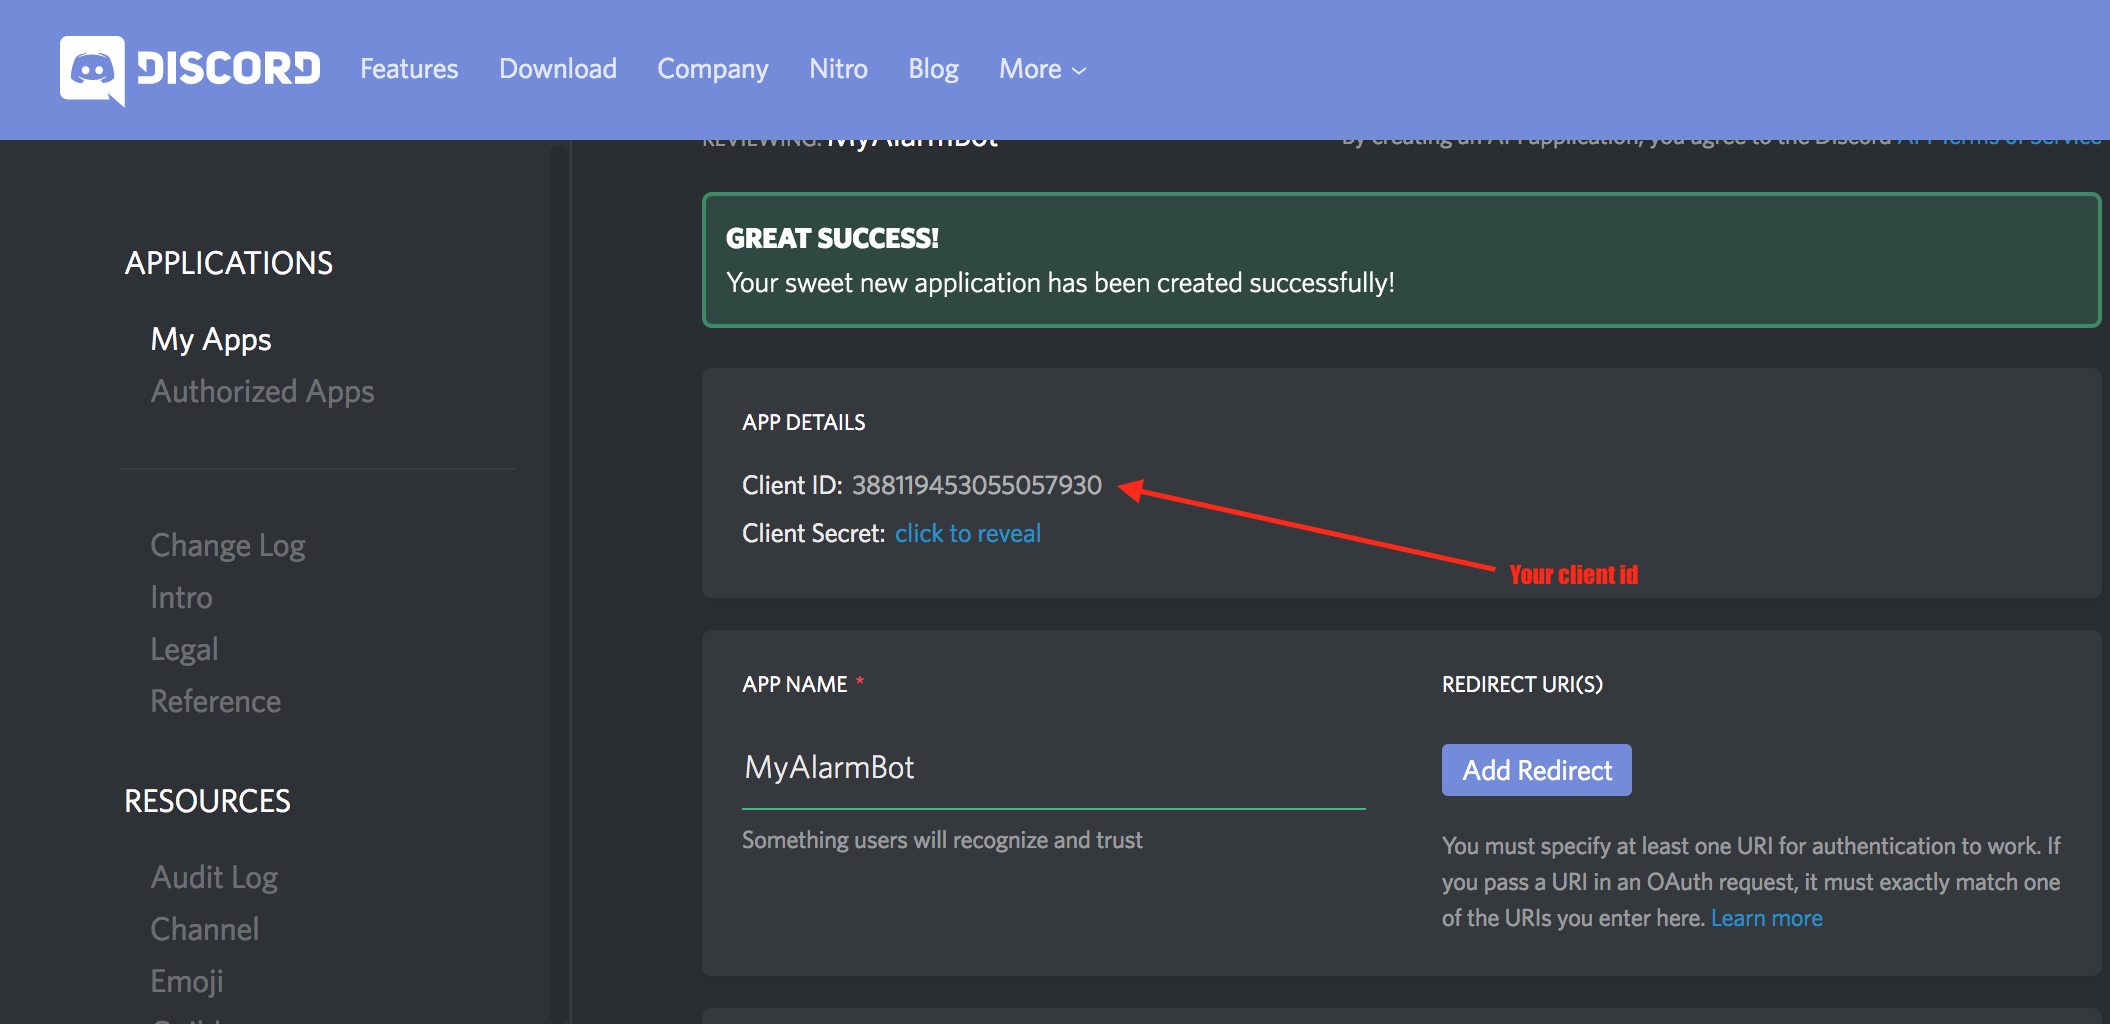 DISCORD Features Download Company Nitro Blog More
REVIEWING: MyAlarmBot
By creating an API application, you agree to the Discord API Terms of Service
APPLICATIONS
My Apps
Authorized Apps
Change Log
Intro
Legal
Reference
RESOURCES
Audit Log
Channel
Emoji
GREAT SUCCESS!
Your sweet new application has been created successfully!
APP DETAILS
Client ID: 388119453055057930
Client Secret: click to reveal
Your client id
APP NAME *
MyAlarmBot
Something users will recognize and trust
REDIRECT URI(S)
Add Redirect
You must specify at least one URI for authentication to work. If
you pass a URI in an OAuth request, it must exactly match one
of the URIs you enter here. Learn more